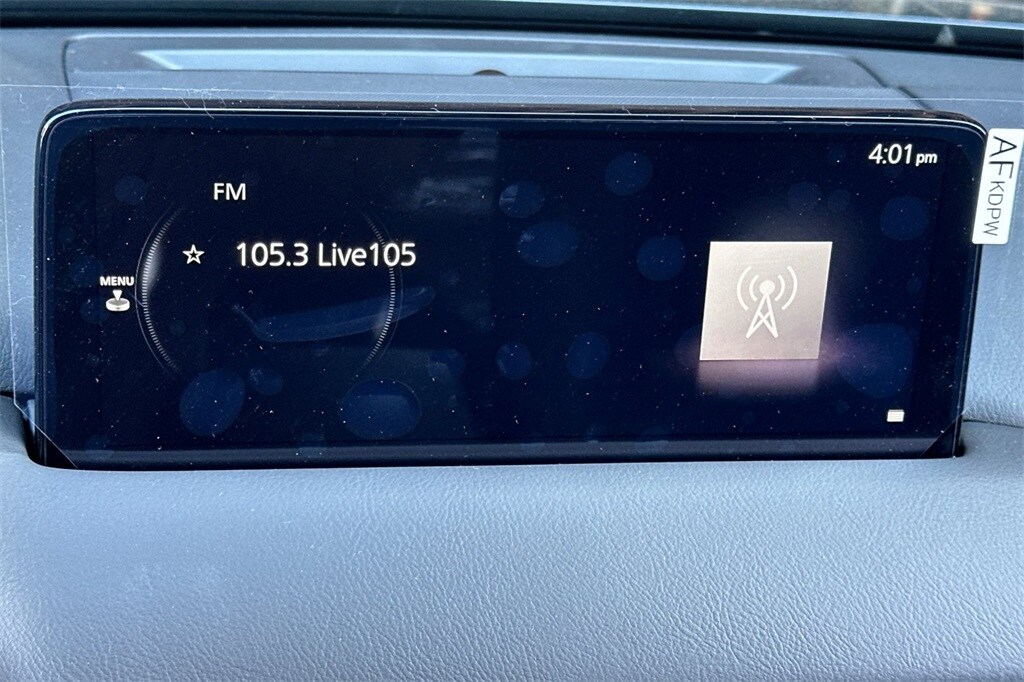 4:01 pm
FM
105.3 Live105
MENU
AF KDPW